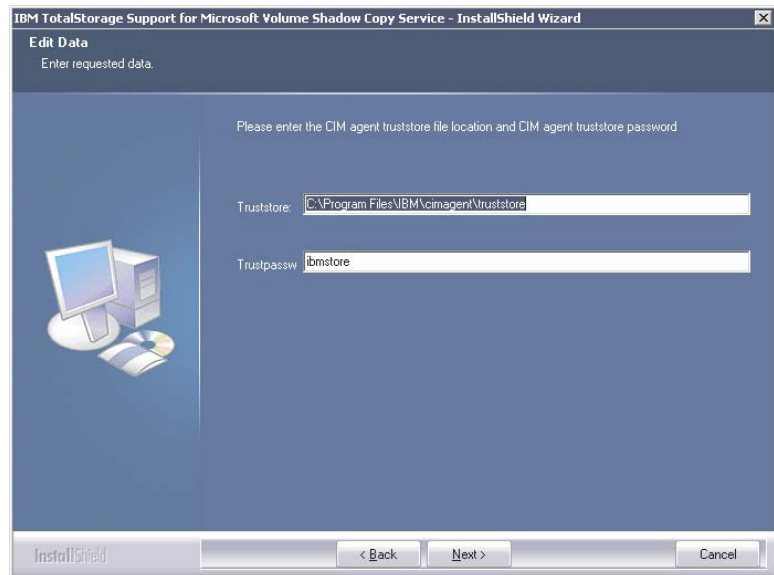 IBM TotalStorage Support for Microsoft Volume Shadow Copy Service - InstallShield Wizard
Edit Data
Enter requested data.
Please enter the CIM agent truststore file location and CIM agent truststore password
Truststore: C:\Program Files\IBM\cimagent\truststore
Trustpassw ibmstore
InstallShield
< Back Next > Cancel